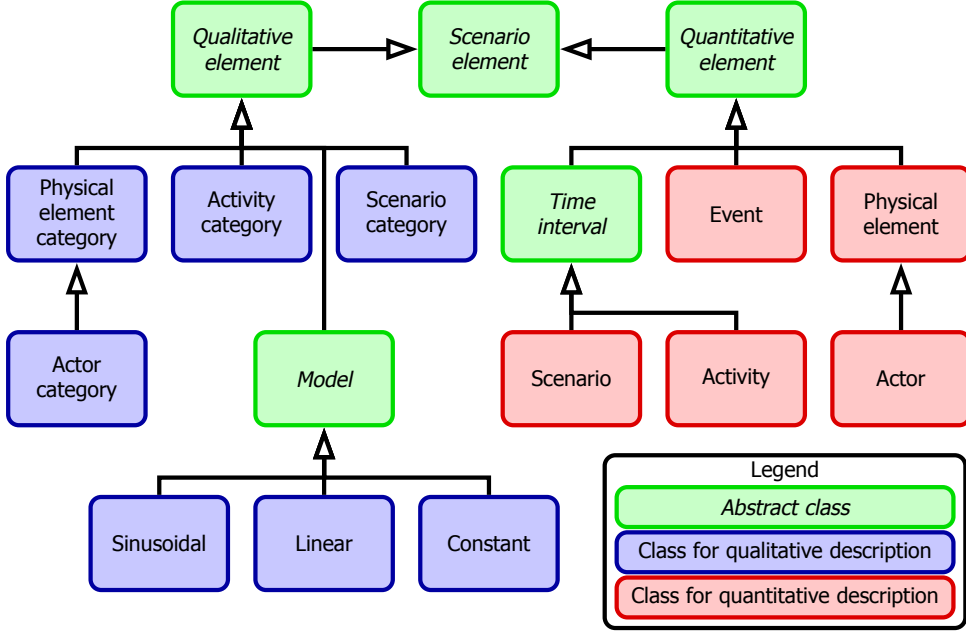 Qualitative
element
Scenario
element
Quantitative
element
Physical
element
category
Activity
category
Scenario
category
Time
interval
Event
Physical
element
Actor
category
Model
Scenario
Activity
Actor
Sinusoidal
Linear
Constant
Legend
Abstract class
Class for qualitative description
Class for quantitative description